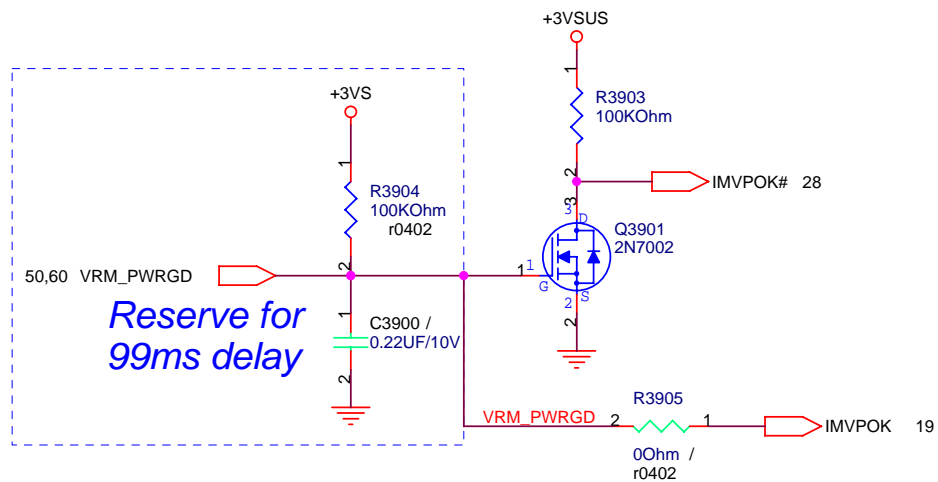 +3VSUS
1
R3903
100KOhm
2
IMVPOK# 28
+3VS
1
R3904
100KOhm
r0402
2
3
3
D
Q3901
2N7002
50,60 VRM_PWRGD
1
1
G
2
S
2
Reserve for
99ms delay
1
C3900 /
0.22UF/10V
2
VRM_PWRGD
2
R3905
1
0Ohm /
r0402
IMVPOK 19